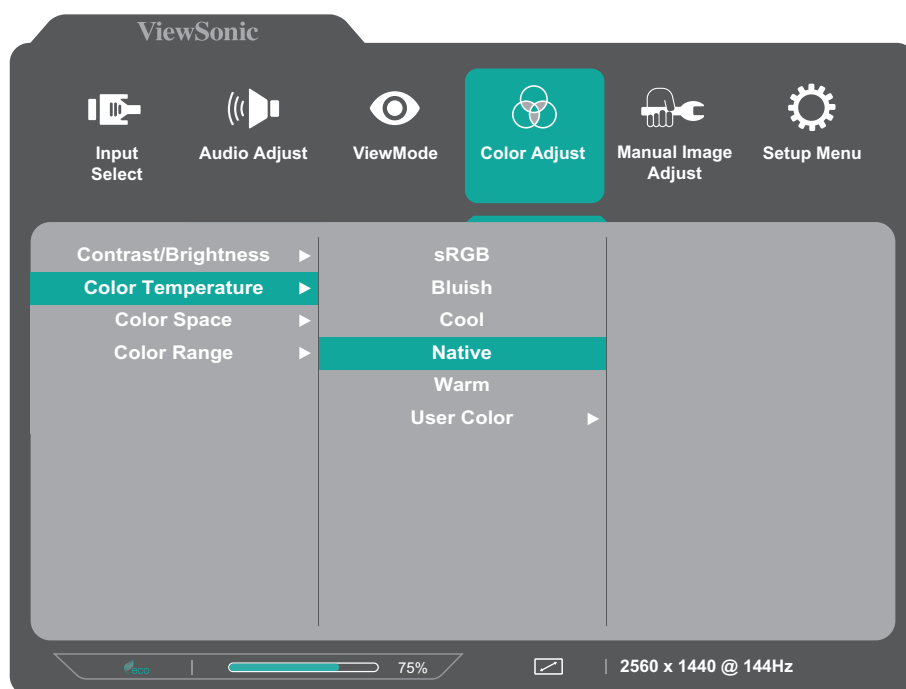 ViewSonic
Input
Select
Audio Adjust
ViewMode
Color Adjust
Manual Image
Adjust
Setup Menu
Contrast/Brightness
Color Temperature
Color Space
Color Range
sRGB
Bluish
Cool
Native
Warm
User Color
eco
75%
2560 x 1440 @ 144Hz